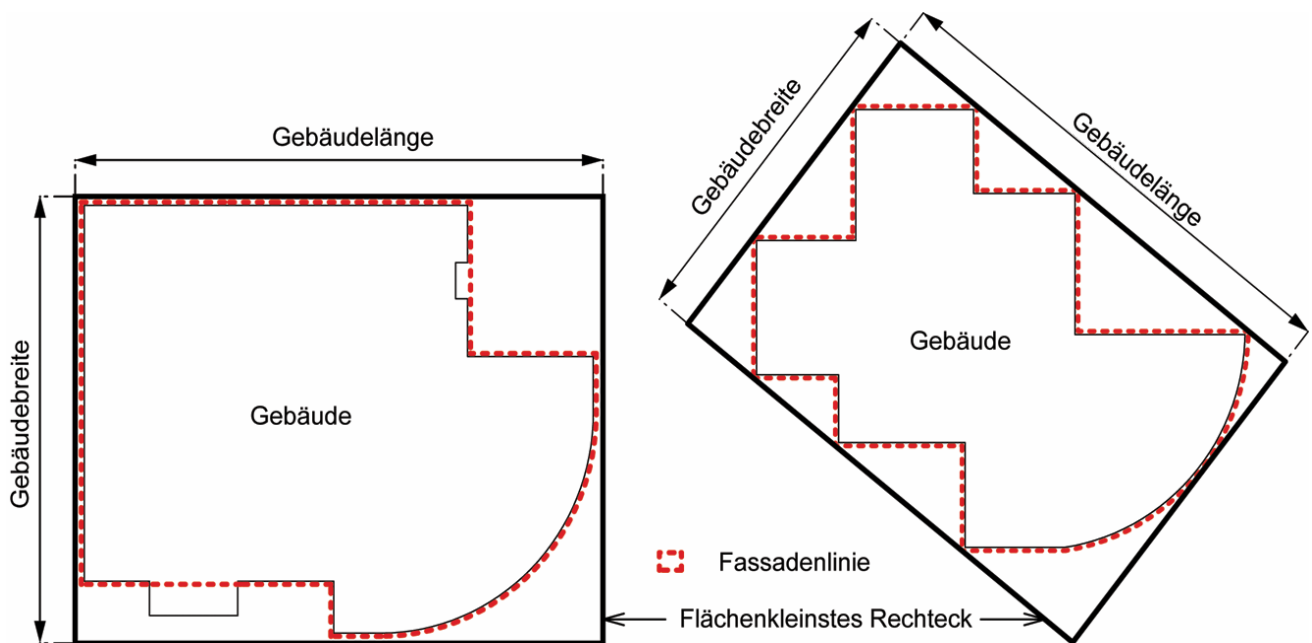 Gebäudelänge
Gebäudebreite
Gebäude
Gebäudebreite
Gebäudelänge
Gebäude
Fassadenlinie
Flächenkleinstes Rechteck